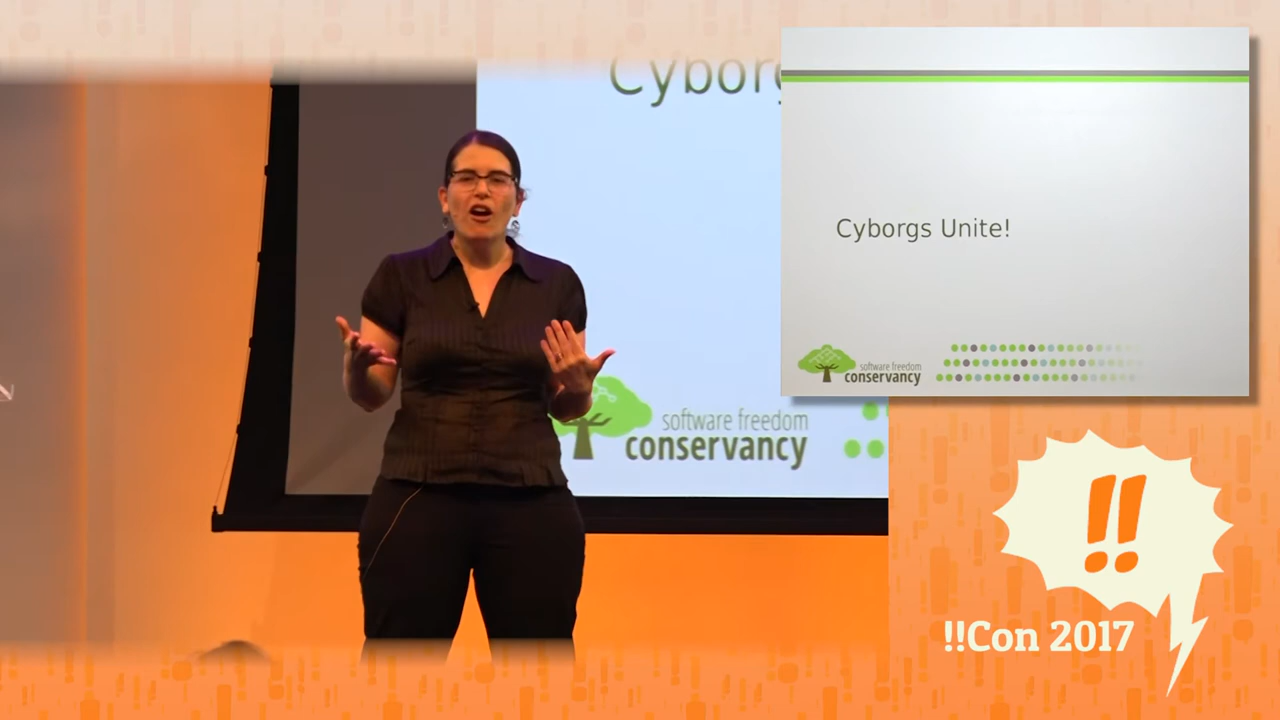 Cyborg
software freedom
conservancy
Cyborgs Unite!
software freedom
conservancy
!!
!!Con 2017